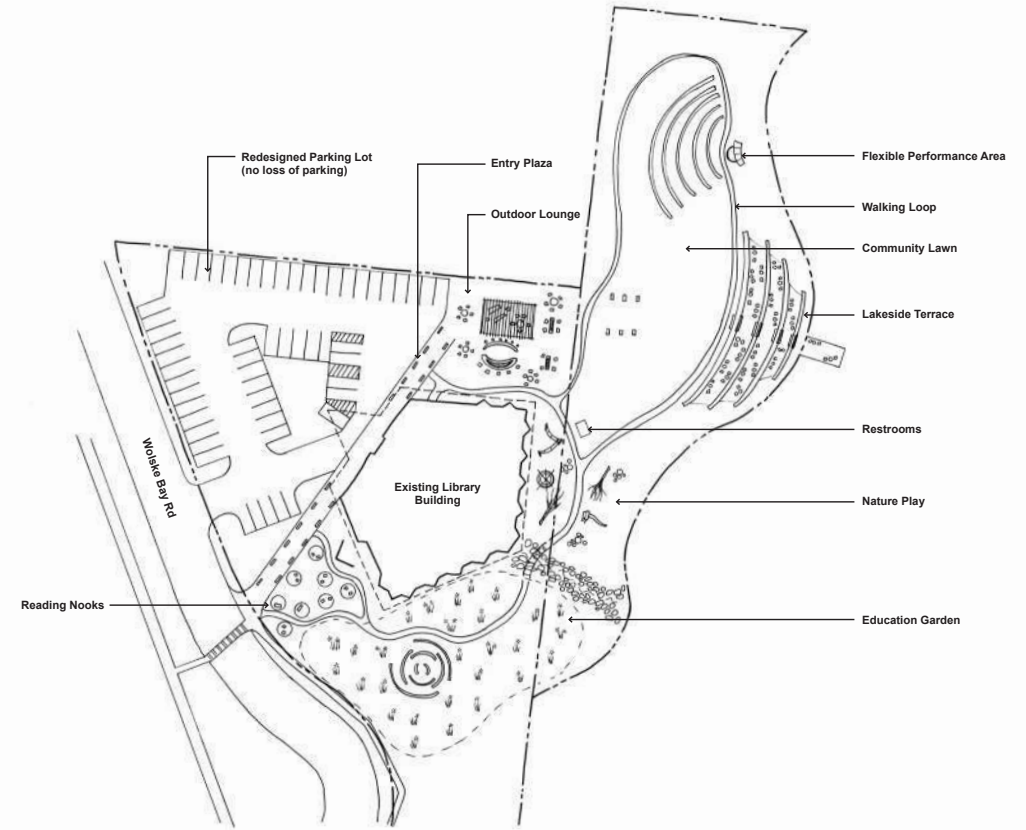 Redesigned Parking Lot
(no loss of parking)
Entry Plaza
Outdoor Lounge
Flexible Performance Area
Walking Loop
Community Lawn
Lakeside Terrace
Restrooms
Nature Play
Existing Library
Building
Wolske Bay Rd
Reading Nooks
Education Garden